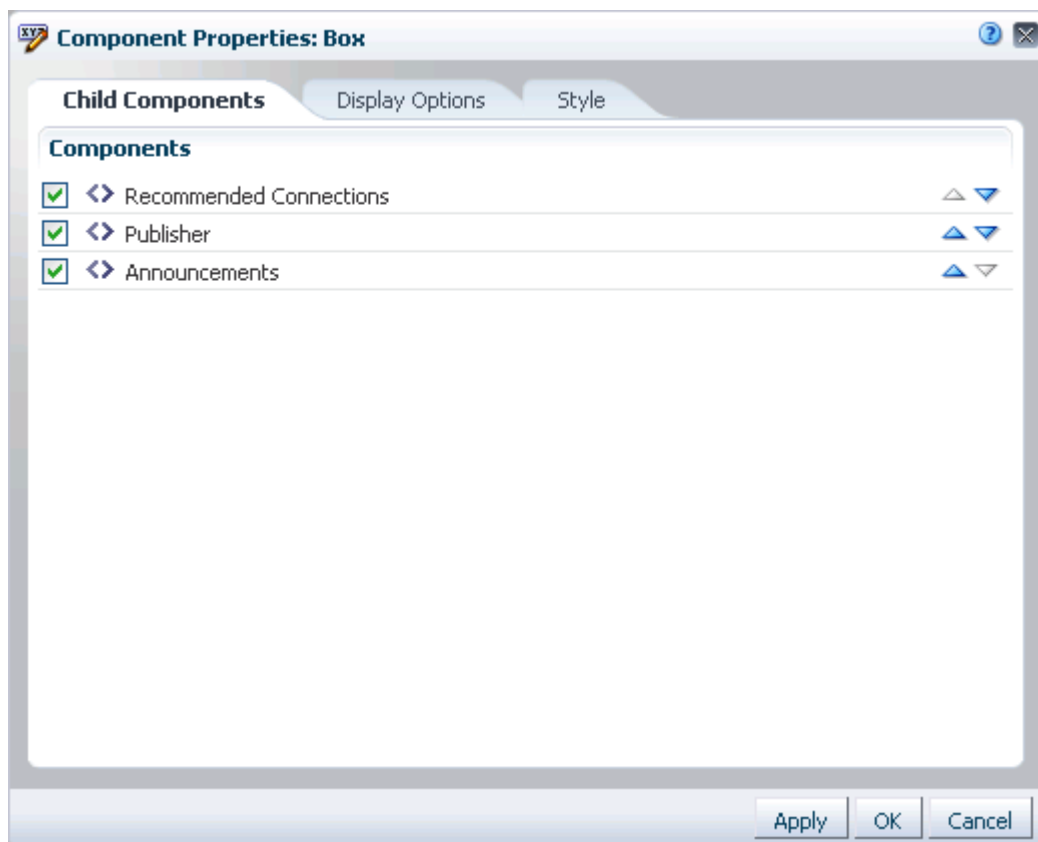 Component Properties: Box
Child Components Display Options Style
Components
Recommended Connections
Publisher
Announcements
Apply OK Cancel